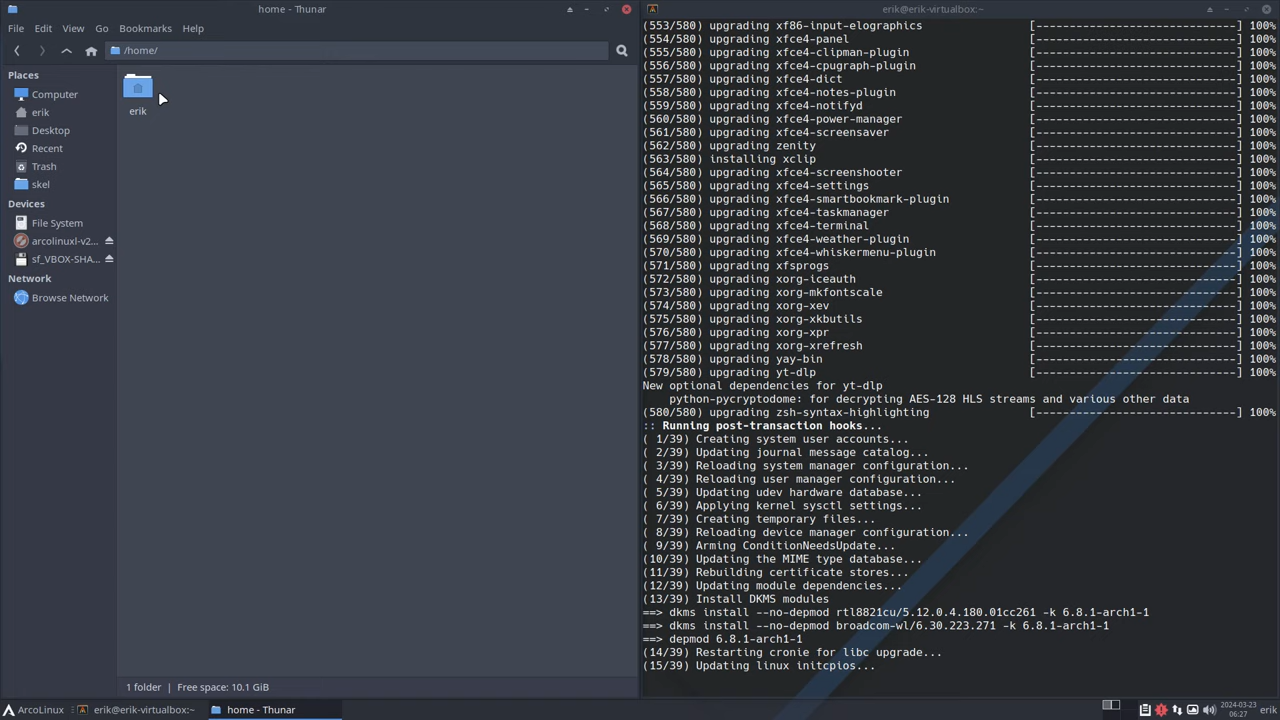 home - Thunar
File Edit View Go Bookmarks Help
/home/
Places
Computer
erik
Desktop
Recent
Trash
skel
Devices
File System
arcolinuxl-v2...
sf_VBOX-SHA...
Network
Browse Network
erik
1 folder | Free space: 10.1 GiB
erik@erik-virtualbox:~
(553/580) upgrading xf86-input-elographics [------------------------------] 100%
(554/580) upgrading xfce4-panel [------------------------------] 100%
(555/580) upgrading xfce4-clipman-plugin [------------------------------] 100%
(556/580) upgrading xfce4-cpugraph-plugin [------------------------------] 100%
(557/580) upgrading xfce4-dict [------------------------------] 100%
(558/580) upgrading xfce4-notes-plugin [------------------------------] 100%
(559/580) upgrading xfce4-notifyd [------------------------------] 100%
(560/580) upgrading xfce4-power-manager [------------------------------] 100%
(561/580) upgrading xfce4-screensaver [------------------------------] 100%
(562/580) upgrading zenity [------------------------------] 100%
(563/580) installing xclip [------------------------------] 100%
(564/580) upgrading xfce4-screenshooter [------------------------------] 100%
(565/580) upgrading xfce4-settings [------------------------------] 100%
(566/580) upgrading xfce4-smartbookmark-plugin [------------------------------] 100%
(567/580) upgrading xfce4-taskmanager [------------------------------] 100%
(568/580) upgrading xfce4-terminal [------------------------------] 100%
(569/580) upgrading xfce4-weather-plugin [------------------------------] 100%
(570/580) upgrading xfce4-whiskermenu-plugin [------------------------------] 100%
(571/580) upgrading xfsprogs [------------------------------] 100%
(572/580) upgrading xorg-iceauth [------------------------------] 100%
(573/580) upgrading xorg-mkfontscale [------------------------------] 100%
(574/580) upgrading xorg-xev [------------------------------] 100%
(575/580) upgrading xorg-xkbutils [------------------------------] 100%
(576/580) upgrading xorg-xpr [------------------------------] 100%
(577/580) upgrading xorg-xrefresh [------------------------------] 100%
(578/580) upgrading yay-bin [------------------------------] 100%
(579/580) upgrading yt-dlp [------------------------------] 100%
New optional dependencies for yt-dlp
python-pycryptodome: for decrypting AES-128 HLS streams and various other data
(580/580) upgrading zsh-syntax-highlighting [------------------------------] 100%
:: Running post-transaction hooks...
( 1/39) Creating system user accounts...
( 2/39) Updating journal message catalog...
( 3/39) Reloading system manager configuration...
( 4/39) Reloading user manager configuration...
( 5/39) Updating udev hardware database...
( 6/39) Applying kernel sysctl settings...
( 7/39) Creating temporary files...
( 8/39) Reloading device manager configuration...
( 9/39) Arming ConditionNeedsUpdate...
(10/39) Updating the MIME type database...
(11/39) Rebuilding certificate stores...
(12/39) Updating module dependencies...
(13/39) Install DKMS modules
==> dkms install --no-depmod rtl8821cu/5.12.0.4.180.01cc261 -k 6.8.1-arch1-1
==> dkms install --no-depmod broadcom-wl/6.30.223.271 -k 6.8.1-arch1-1
==> depmod 6.8.1-arch1-1
(14/39) Restarting cronie for libc upgrade...
(15/39) Updating linux initcpios...
ArcoLinux erik@erik-virtualbox:~ home - Thunar 2024-03-23 06:27 erik